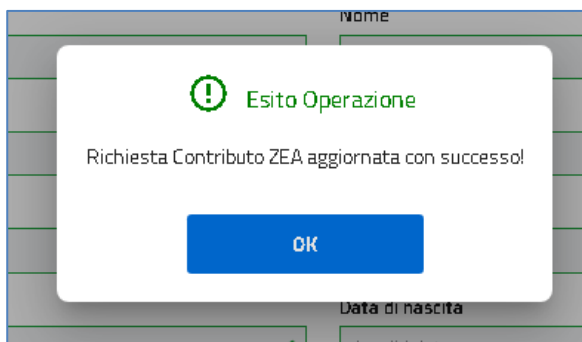 Nome
Esito Operazione
Richiesta Contributo ZEA aggiornata con successo!
OK
Data di nascita